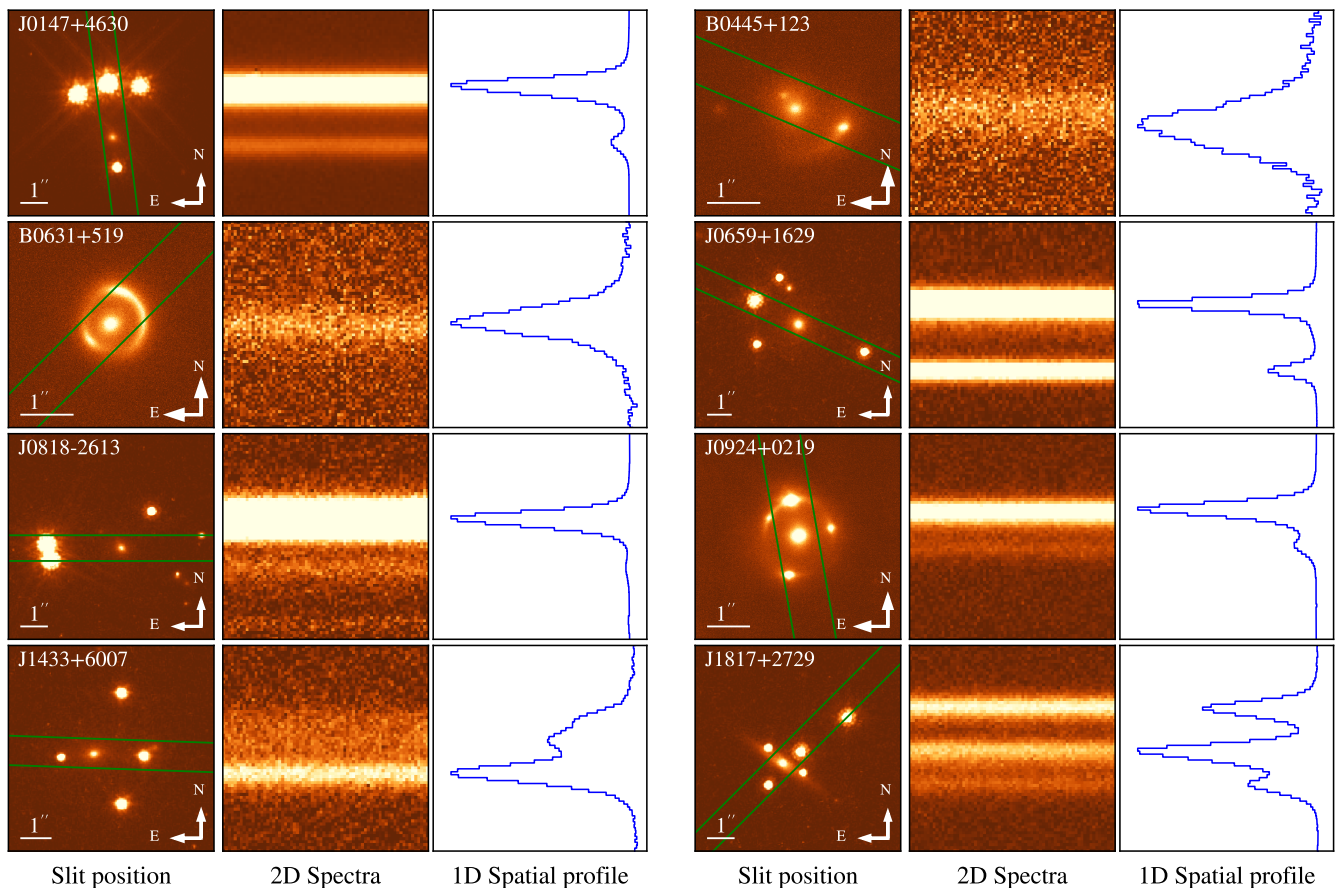 J0147+4630
N
E
1″
B0445+123
N
E
1″
B0631+519
N
E
1″
J0659+1629
N
E
1″
J0818-2613
N
E
1″
J0924+0219
N
E
1″
J1433+6007
N
E
1″
J1817+2729
N
E
1″
Slit position 2D Spectra 1D Spatial profile Slit position 2D Spectra 1D Spatial profile